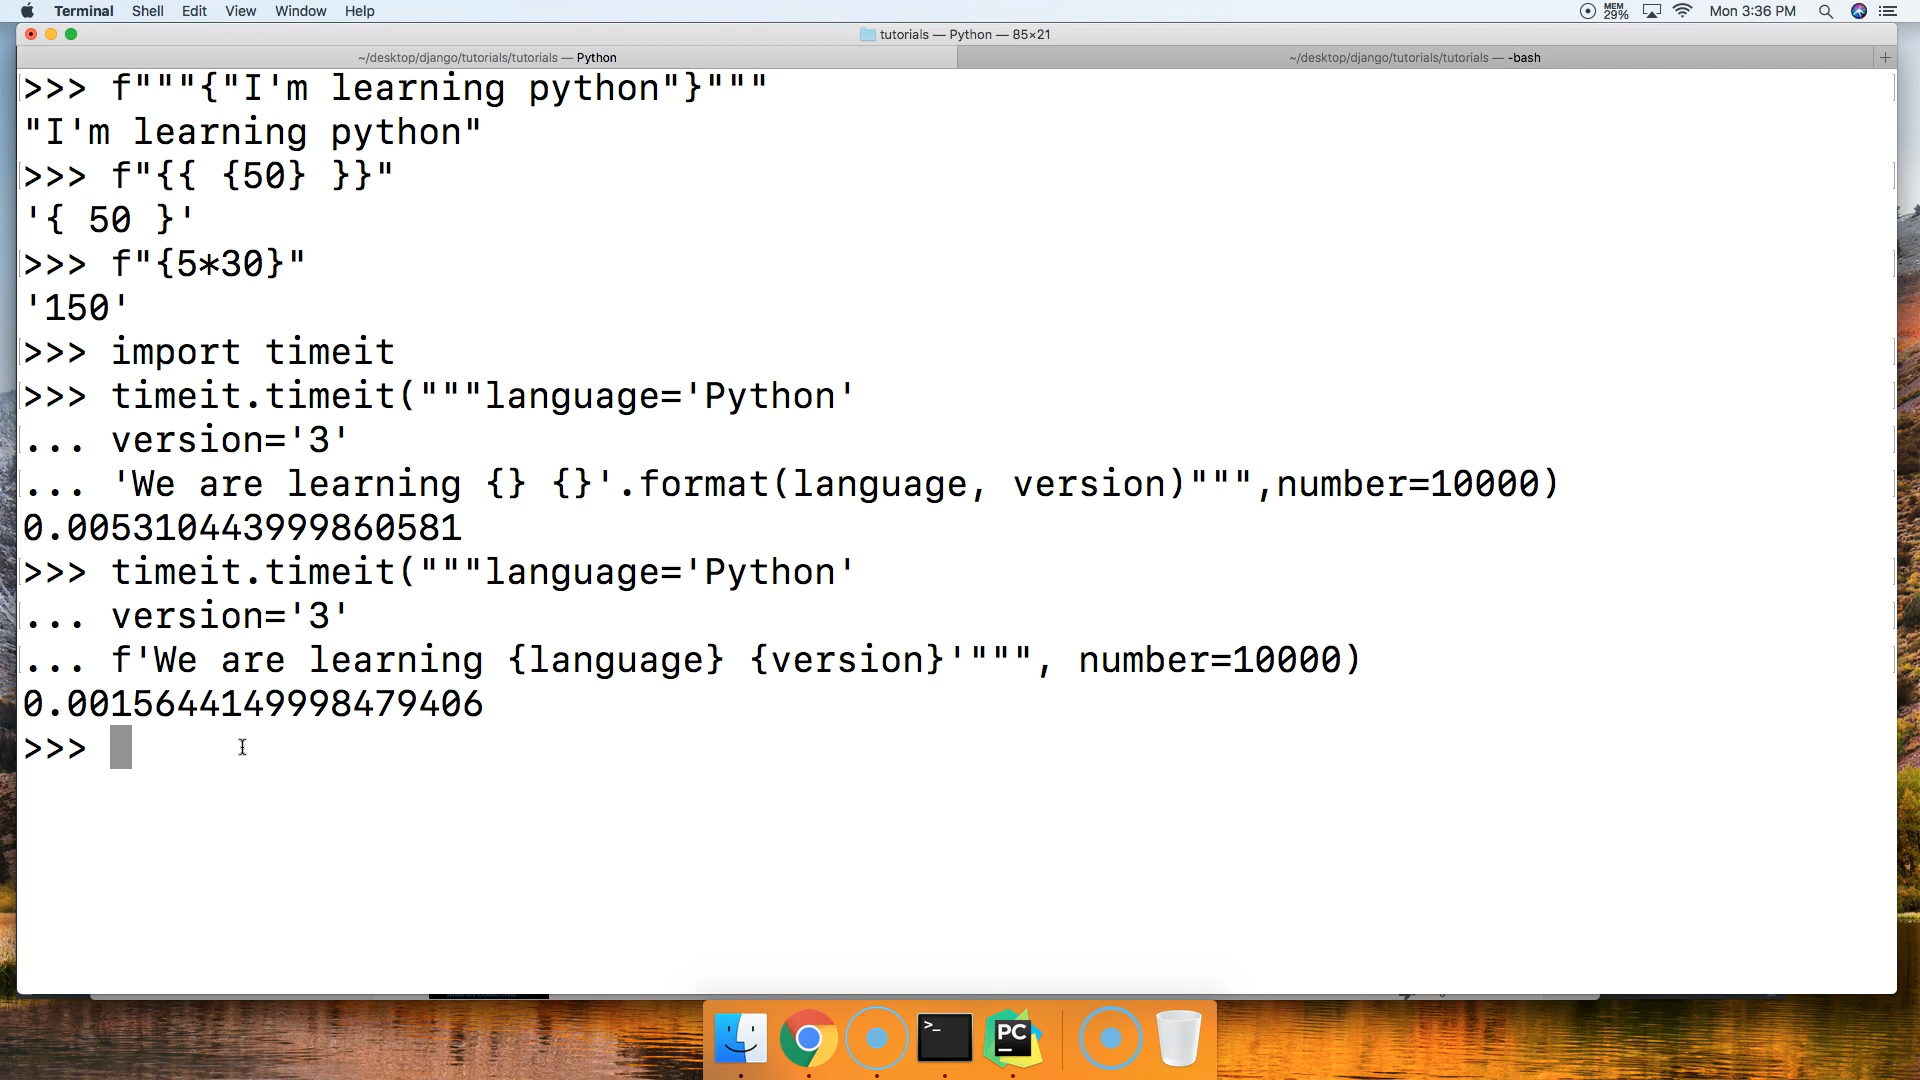 Terminal Shell Edit View Window Help
MEM 29% Mon 3:36 PM
tutorials — Python — 85×21
~/desktop/django/tutorials/tutorials — Python
~/desktop/django/tutorials/tutorials — -bash
>>> f"""{"I'm learning python"}"""
"I'm learning python"
>>> f"{{ {50} }}"
'{ 50 }'
>>> f"{5*30}"
'150'
>>> import timeit
>>> timeit.timeit("""language='Python'
... version='3'
... 'We are learning {} {}'.format(language, version)""",number=10000)
0.005310443999860581
>>> timeit.timeit("""language='Python'
... version='3'
... f'We are learning {language} {version}'""", number=10000)
0.0015644149998479406
>>>
>_
PC